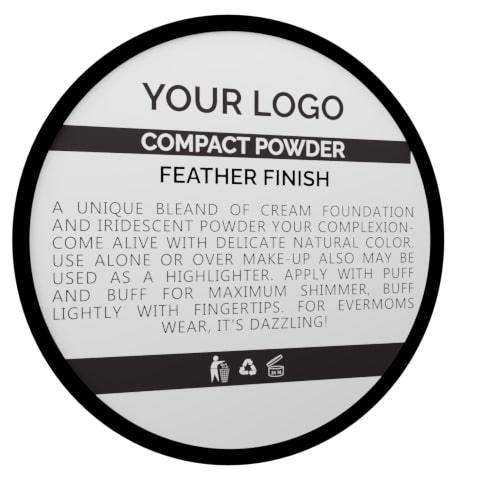 YOUR LOGO
COMPACT POWDER
FEATHER FINISH
A UNIQUE BLEAND OF CREAM FOUNDATION
AND IRIDESCENT POWDER YOUR COMPLEXION-
COME ALIVE WITH DELICATE NATURAL COLOR.
USE ALONE OR OVER MAKE-UP ALSO MAY BE
USED AS A HIGHLIGHTER. APPLY WITH PUFF
AND BUFF FOR MAXIMUM SHIMMER, BUFF
LIGHTLY WITH FINGERTIPS. FOR EVERMOMS
WEAR, IT'S DAZZLING!